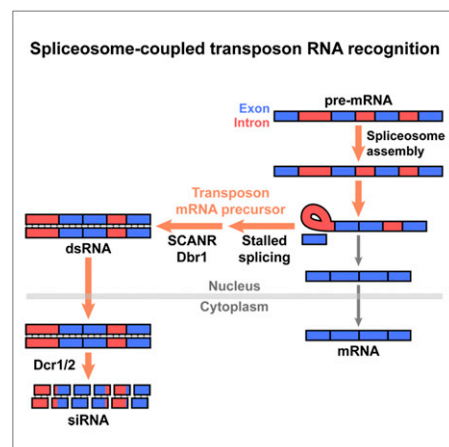 Spliceosome-coupled transposon RNA recognition
pre-mRNA
Exon
Intron
Spliceosome
assembly
Transposon
mRNA precursor
SCANR
Dbr1
Stalled
splicing
dsRNA
Nucleus
Cytoplasm
Dcr1/2
mRNA
siRNA